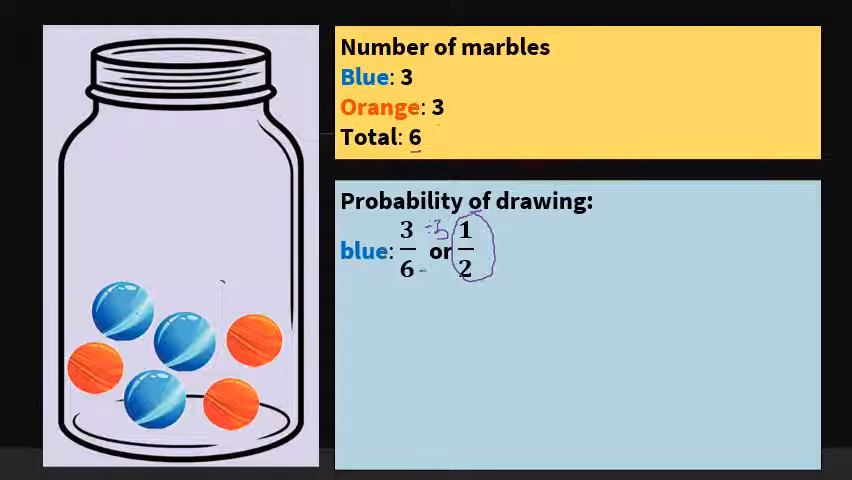 Number of marbles
Blue: 3
Orange: 3
Total: 6
Probability of drawing:
blue: 3/6 or 1/2
÷3